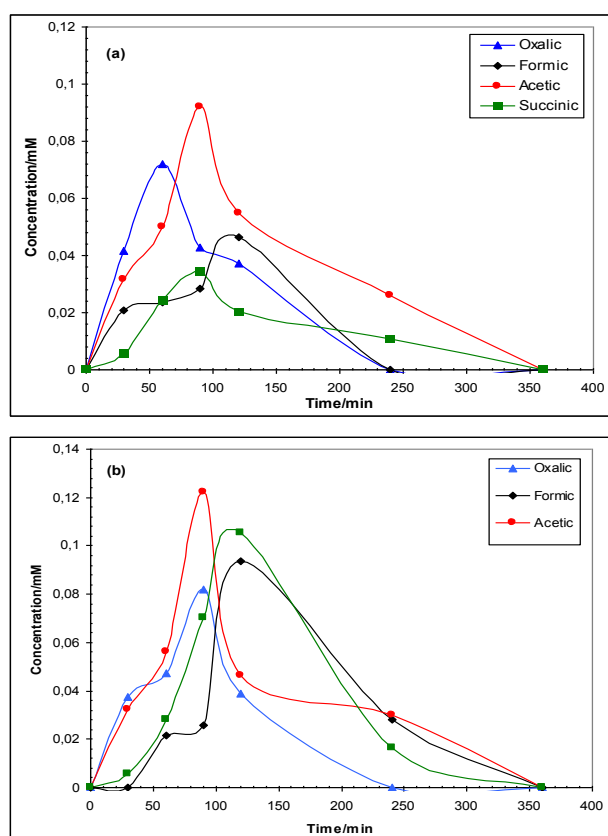 (a)
Oxalic
Formic
Acetic
Succinic
Concentration/mM
0,12
0,1
0,08
0,06
0,04
0,02
0
0 50 100 150 200 250 300 350 400
Time/min
(b)
Oxalic
Formic
Acetic
Concentration/mM
0,14
0,12
0,1
0,08
0,06
0,04
0,02
0
0 50 100 150 200 250 300 350 400
Time/min